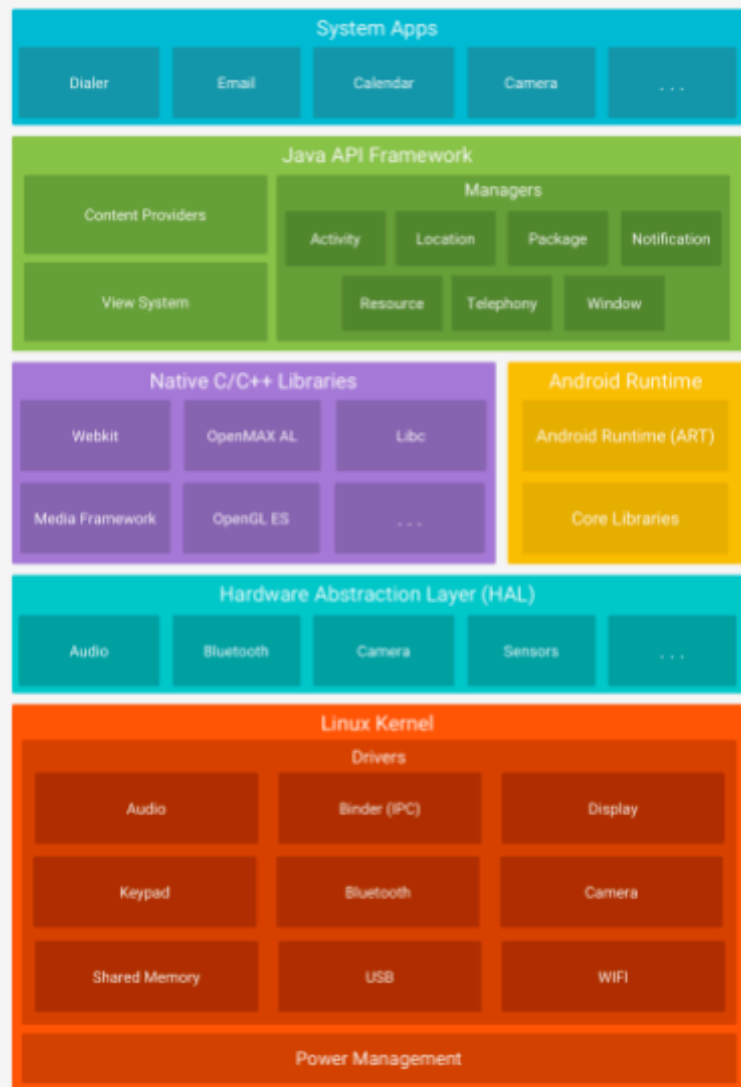 System Apps
Dialer Email Calendar Camera . . .
Java API Framework
Content Providers
View System
Managers
Activity Location Package Notification
Resource Telephony Window
Native C/C++ Libraries
Webkit OpenMAX AL Libc
Media Framework OpenGL ES . . .
Android Runtime
Android Runtime (ART)
Core Libraries
Hardware Abstraction Layer (HAL)
Audio Bluetooth Camera Sensors . . .
Linux Kernel
Drivers
Audio Binder (IPC) Display
Keypad Bluetooth Camera
Shared Memory USB WIFI
Power Management